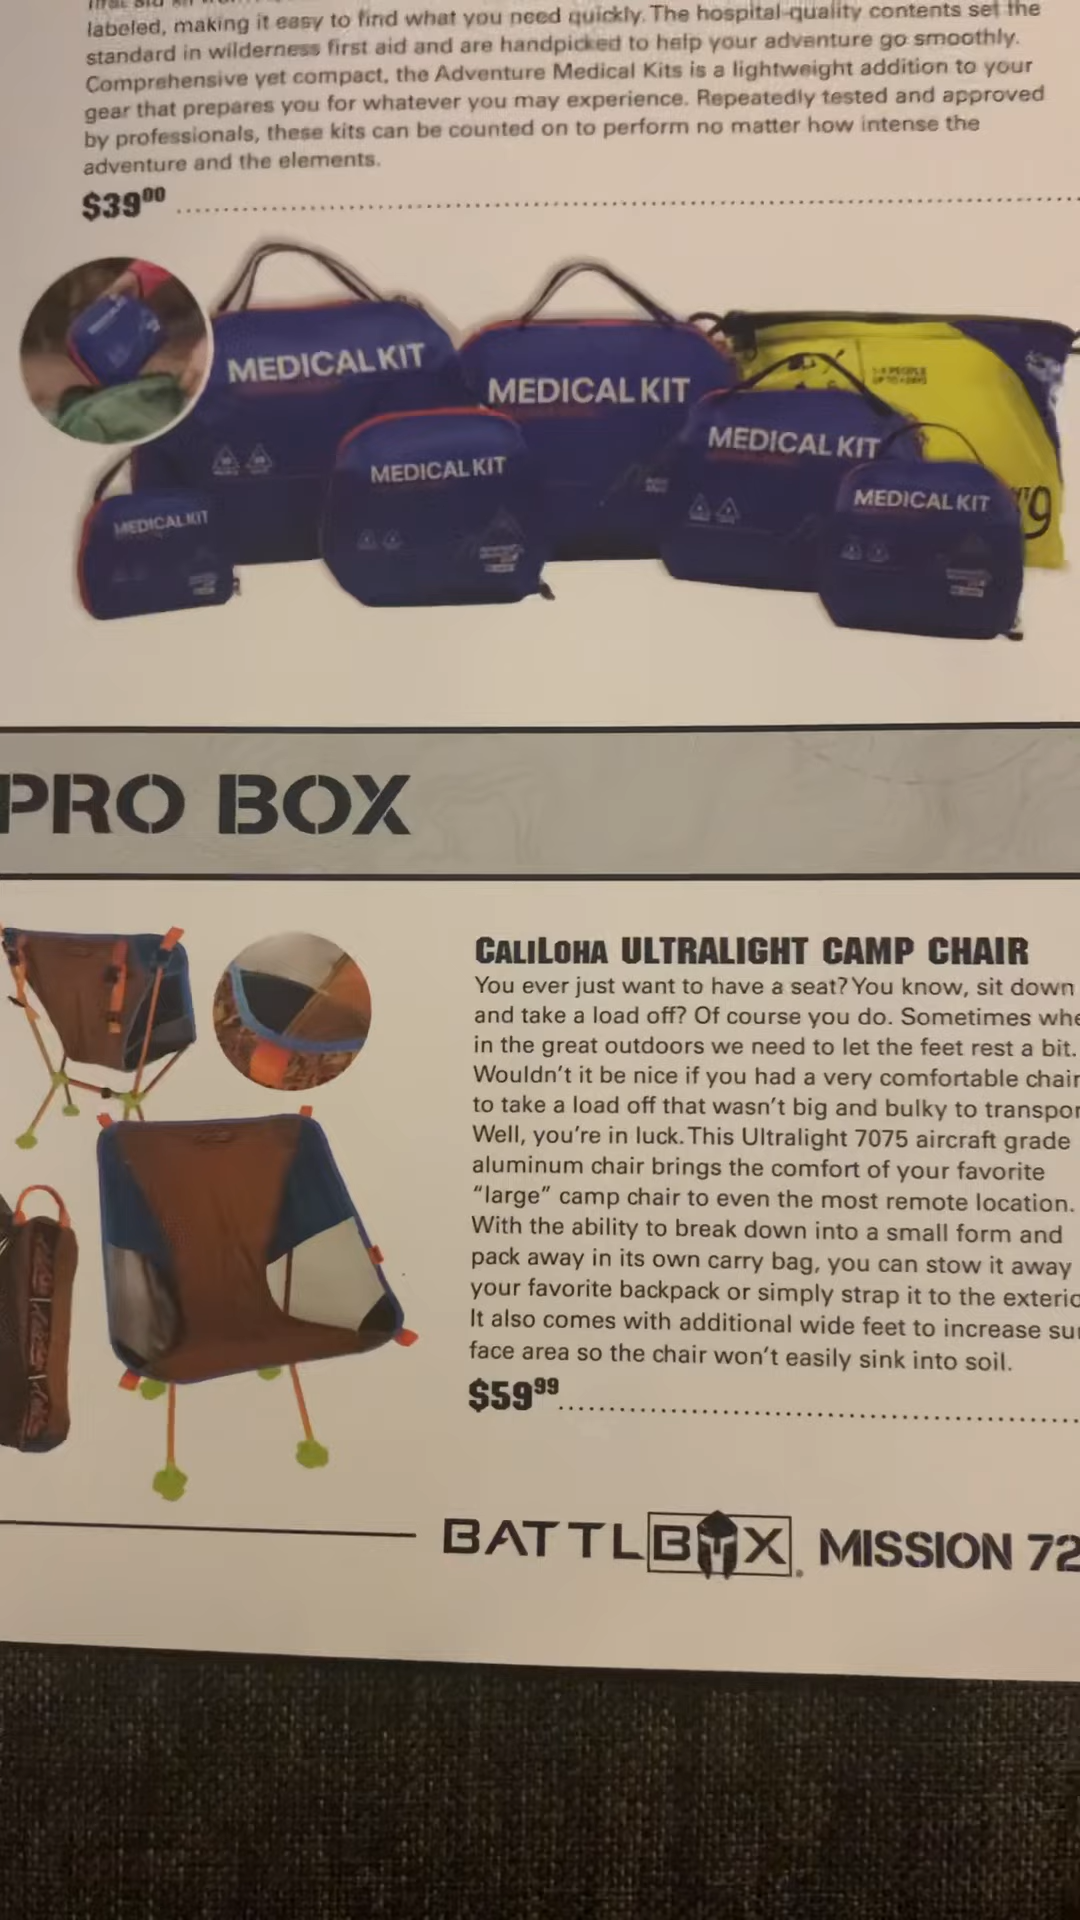 labeled, making it easy to find what you need quickly. The hospital-quality contents set the
standard in wilderness first aid and are handpicked to help your adventure go smoothly.
Comprehensive yet compact, the Adventure Medical Kits is a lightweight addition to your
gear that prepares you for whatever you may experience. Repeatedly tested and approved
by professionals, these kits can be counted on to perform no matter how intense the
adventure and the elements.
$39⁰⁰
MEDICAL KIT
MEDICAL KIT
MEDICAL KIT
MEDICAL KIT
MEDICAL KIT
MEDICAL KIT
PRO BOX
CALILOHA ULTRALIGHT CAMP CHAIR
You ever just want to have a seat? You know, sit down
and take a load off? Of course you do. Sometimes whe
in the great outdoors we need to let the feet rest a bit.
Wouldn't it be nice if you had a very comfortable chair
to take a load off that wasn't big and bulky to transpor
Well, you're in luck. This Ultralight 7075 aircraft grade
aluminum chair brings the comfort of your favorite
"large" camp chair to even the most remote location.
With the ability to break down into a small form and
pack away in its own carry bag, you can stow it away
your favorite backpack or simply strap it to the exterio
It also comes with additional wide feet to increase sur
face area so the chair won't easily sink into soil.
$59⁹⁹
BATTLBOX MISSION 72